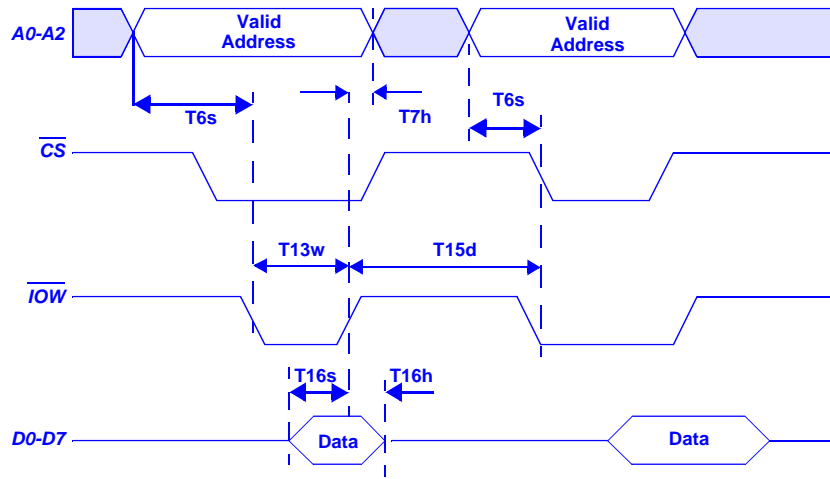 A0-A2
Valid
Address
Valid
Address
T6s
T7h
T6s
CS
T13w
T15d
IOW
T16s
T16h
D0-D7
Data
Data